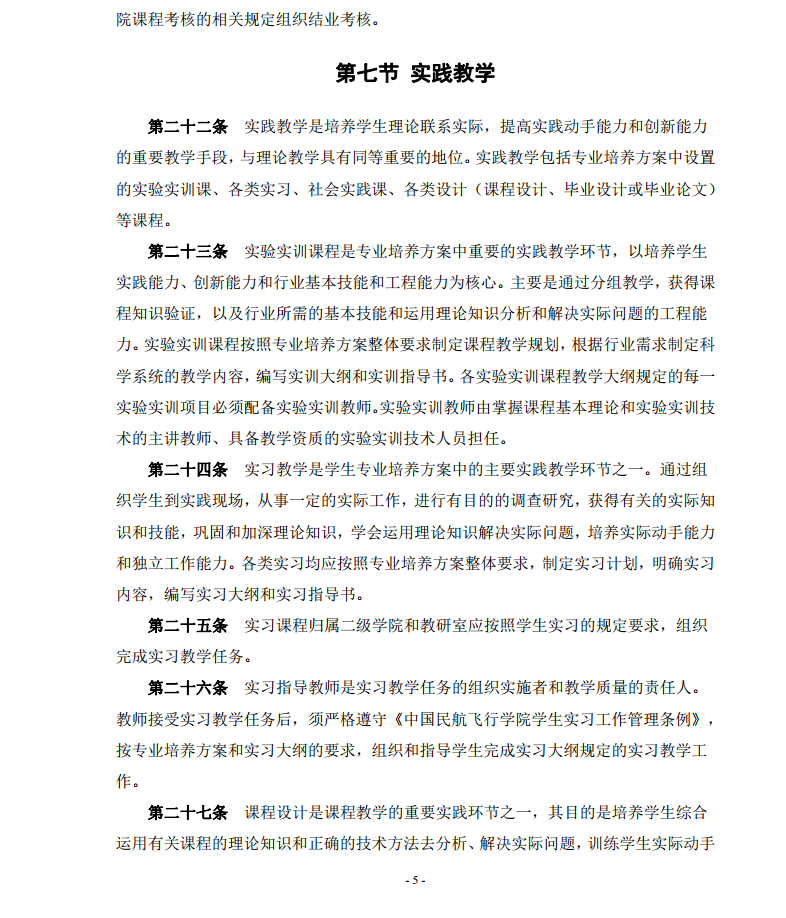 院课程考核的相关规定组织结业考核。
第七节 实践教学
第二十二条 实践教学是培养学生理论联系实际，提高实践动手能力和创新能力
的重要教学手段，与理论教学具有同等重要的地位。实践教学包括专业培养方案中设置
的实验实训课、各类实习、社会实践课、各类设计（课程设计、毕业设计或毕业论文）
等课程。
第二十三条 实验实训课程是专业培养方案中重要的实践教学环节，以培养学生
实践能力、创新能力和行业基本技能和工程能力为核心。主要是通过分组教学，获得课
程知识验证，以及行业所需的基本技能和运用理论知识分析和解决实际问题的工程能
力。实验实训课程按照专业培养方案整体要求制定课程教学规划，根据行业需求制定科
学系统的教学内容，编写实训大纲和实训指导书。各实验实训课程教学大纲规定的每一
实验实训项目必须配备实验实训教师。实验实训教师由掌握课程基本理论和实验实训技
术的主讲教师、具备教学资质的实验实训技术人员担任。
第二十四条 实习教学是学生专业培养方案中的主要实践教学环节之一。通过组
织学生到实践现场，从事一定的实际工作，进行有目的的调查研究，获得有关的实际知
识和技能，巩固和加深理论知识，学会运用理论知识解决实际问题，培养实际动手能力
和独立工作能力。各类实习均应按照专业培养方案整体要求，制定实习计划，明确实习
内容，编写实习大纲和实习指导书。
第二十五条 实习课程归属二级学院和教研室应按照学生实习的规定要求，组织
完成实习教学任务。
第二十六条 实习指导教师是实习教学任务的组织实施者和教学质量的责任人。
教师接受实习教学任务后，须严格遵守《中国民航飞行学院学生实习工作管理条例》，
按专业培养方案和实习大纲的要求，组织和指导学生完成实习大纲规定的实习教学工
作。
第二十七条 课程设计是课程教学的重要实践环节之一，其目的是培养学生综合
运用有关课程的理论知识和正确的技术方法去分析、解决实际问题，训练学生实际动手
- 5 -